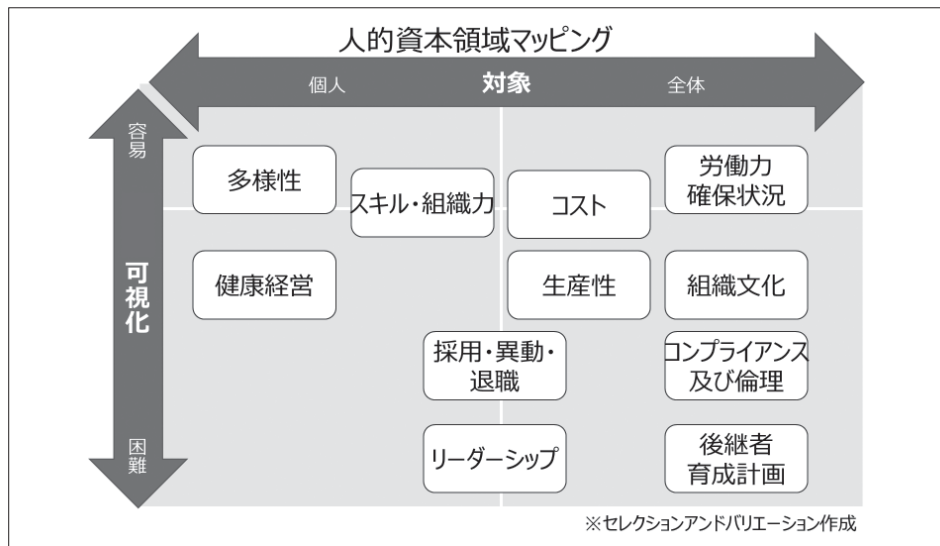 人的資本領域マッピング
個人
対象
全体
容易
可視化
困難
多様性
スキル・組織力
コスト
労働力
確保状況
健康経営
生産性
組織文化
採用・異動・
退職
コンプライアンス
及び倫理
リーダーシップ
後継者
育成計画
※セレクションアンドバリエーション作成